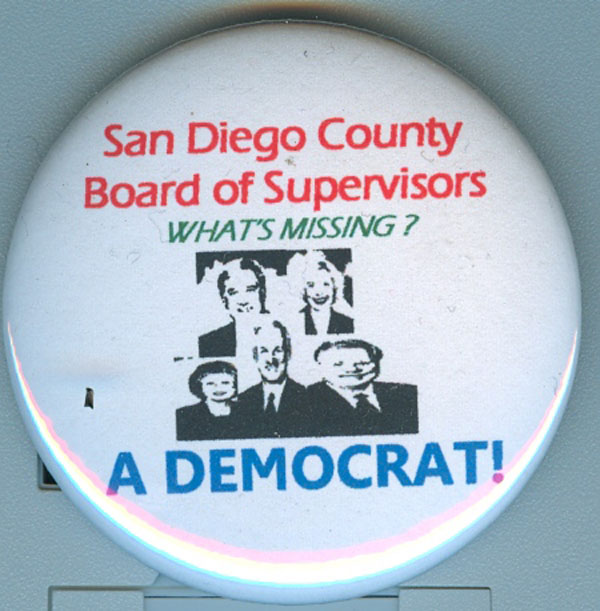 San Diego County
Board of Supervisors
WHAT'S MISSING ?
A DEMOCRAT!